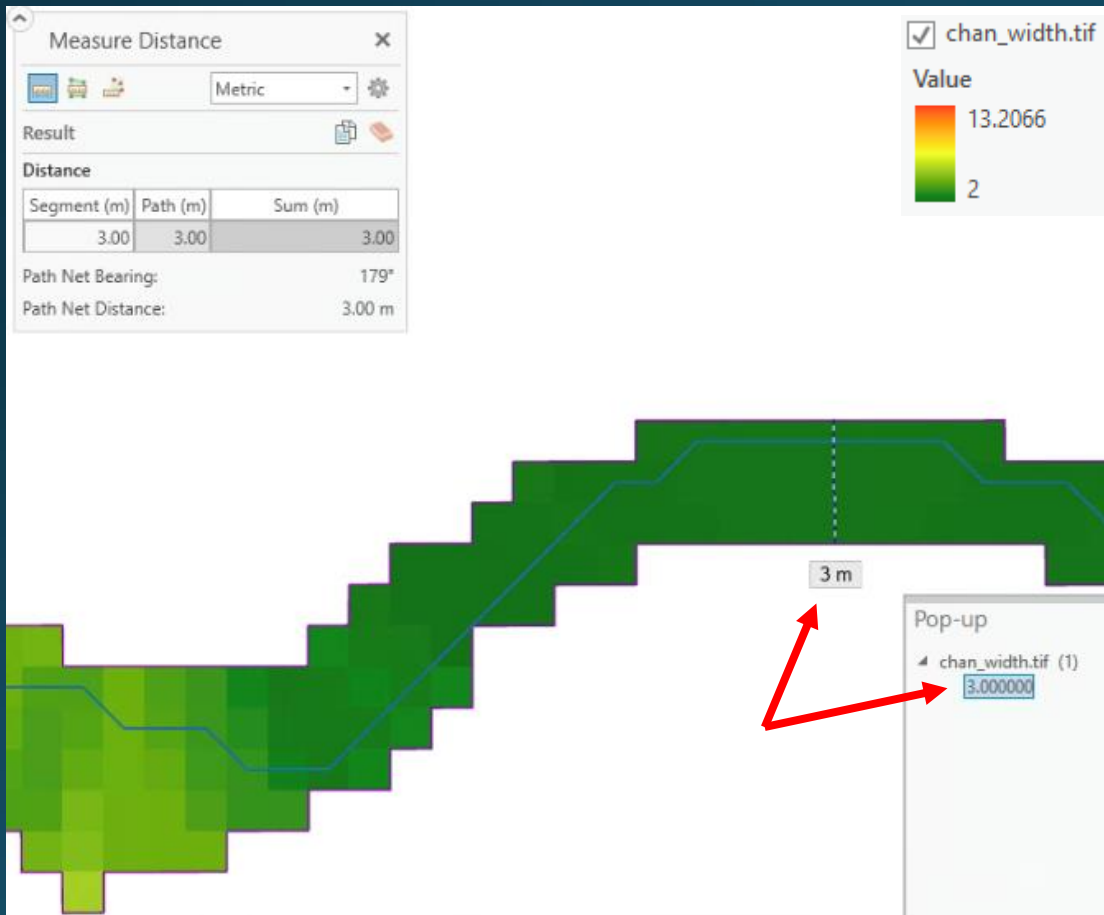 Measure Distance
Metric
Result
Distance
Segment (m) Path (m) Sum (m)
3.00 3.00 3.00
Path Net Bearing: 179°
Path Net Distance: 3.00 m
chan_width.tif
Value
13.2066
2
3 m
Pop-up
chan_width.tif (1)
3.000000